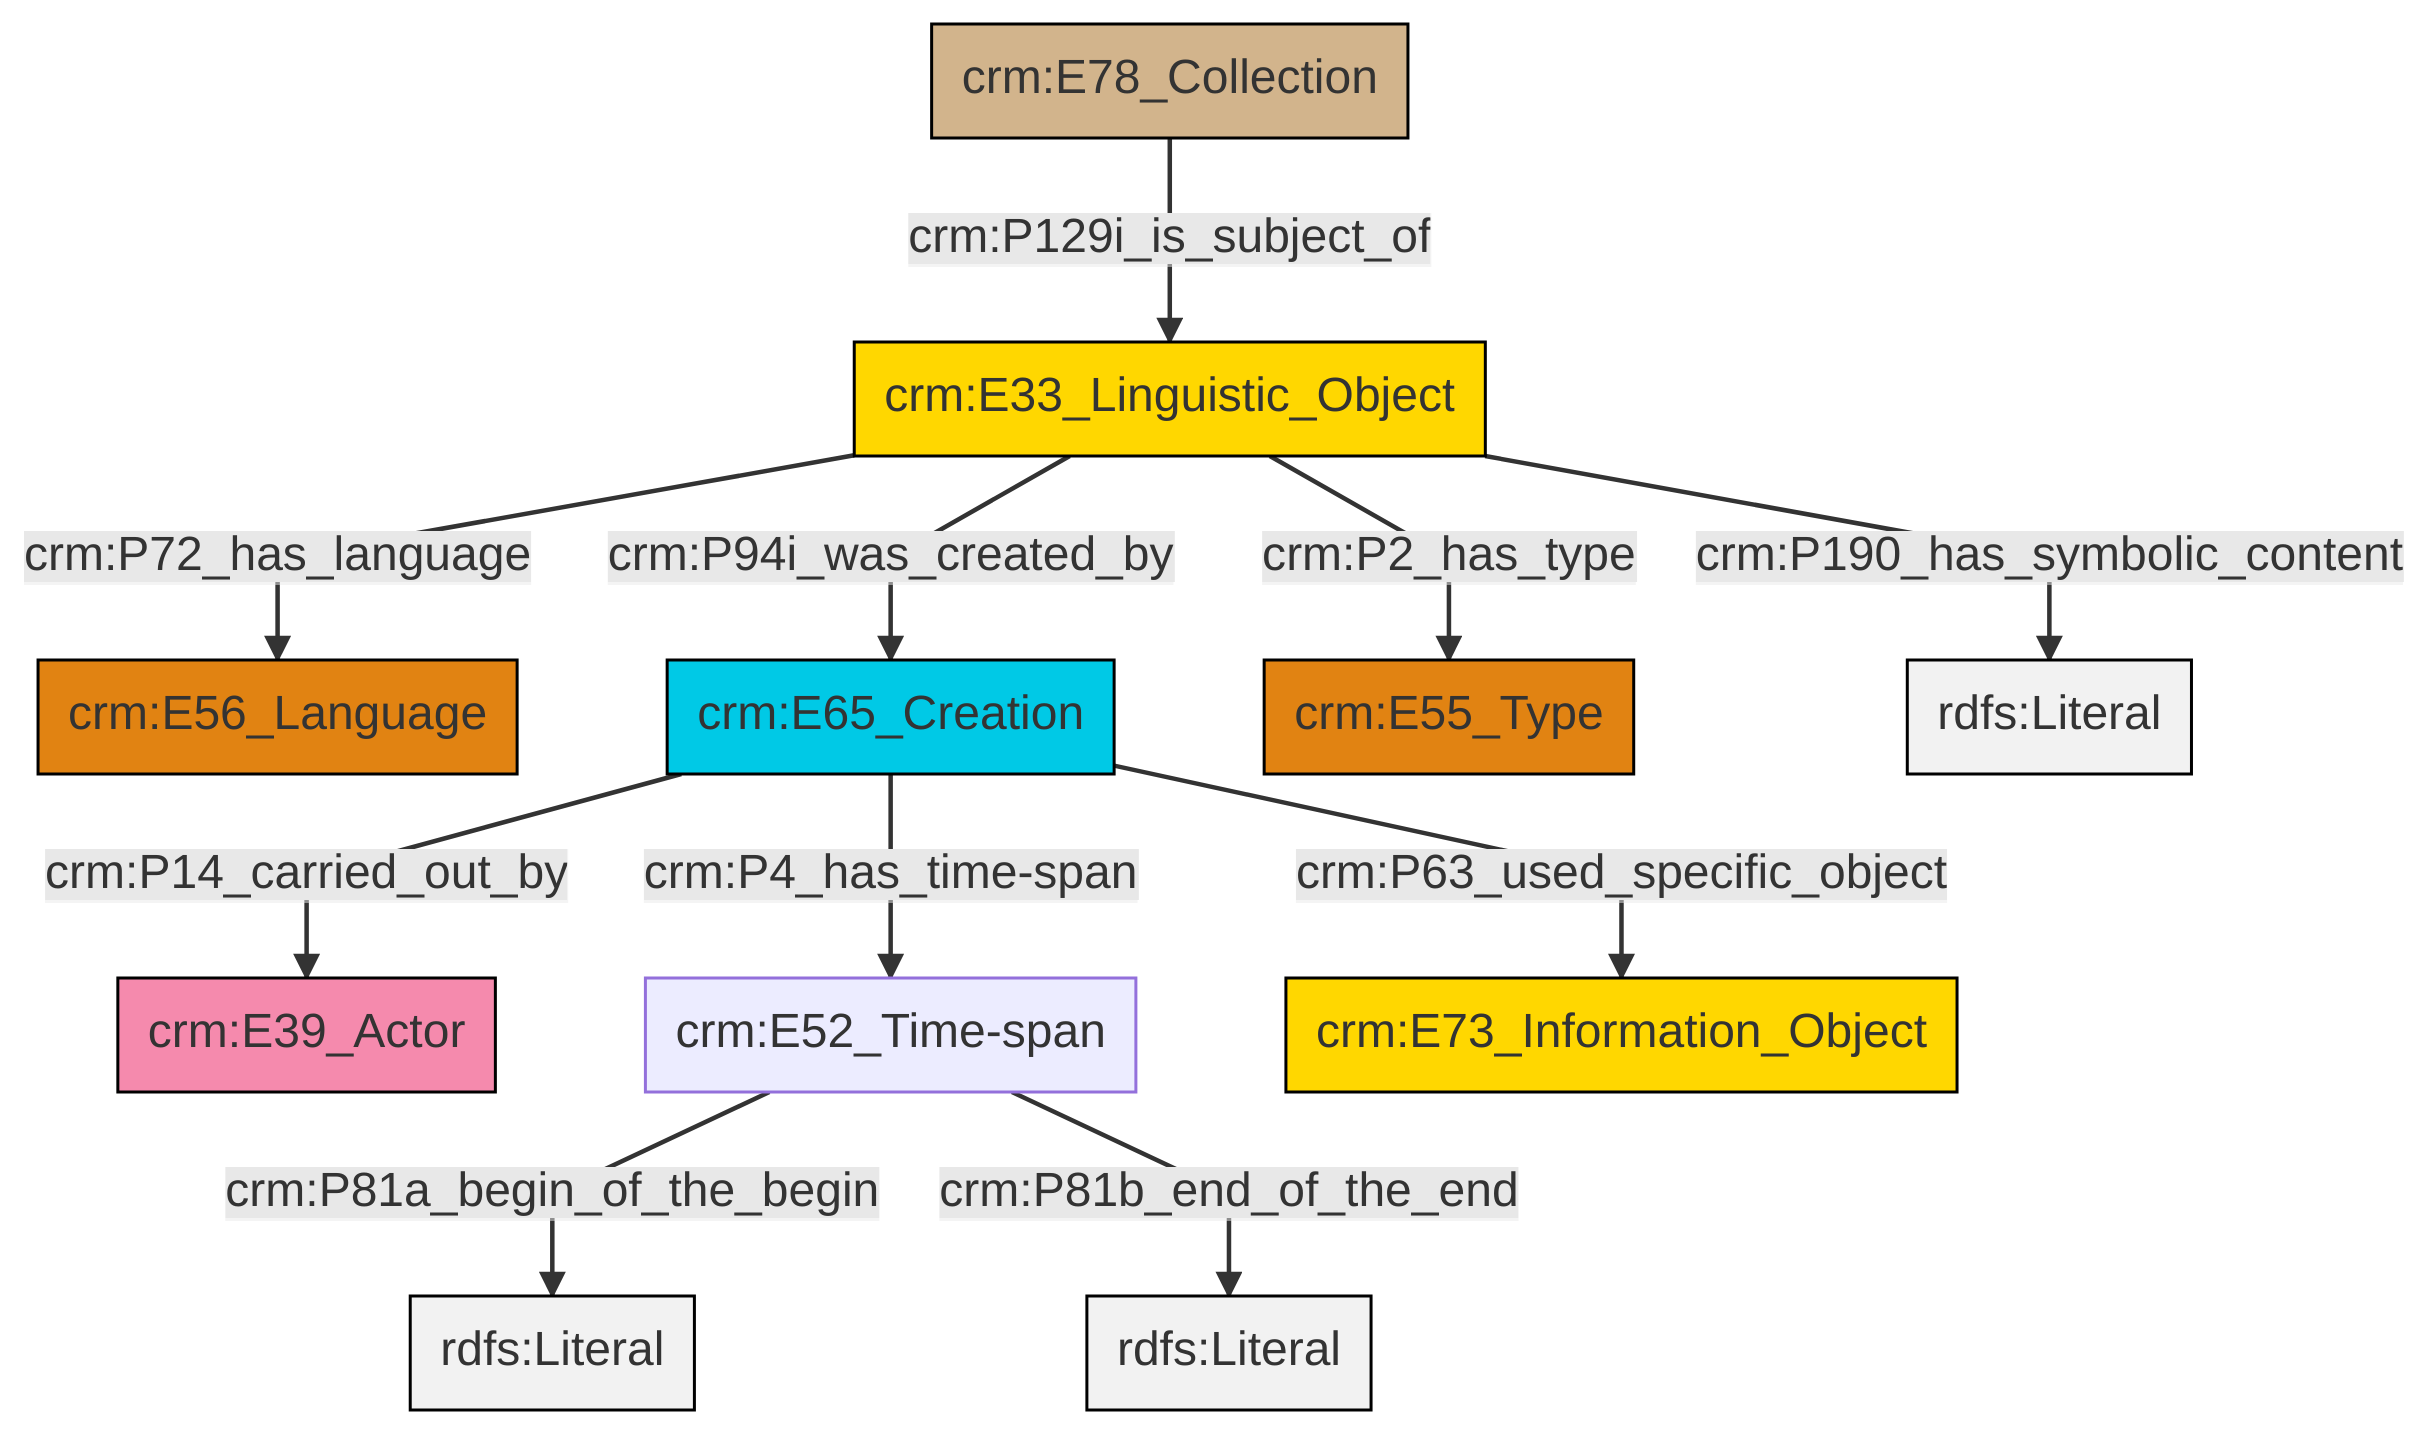 crm:E78_Collection
crm:P129i_is_subject_of
crm:E33_Linguistic_Object
crm:P72_has_language
crm:P94i_was_created_by
crm:P2_has_type
crm:P190_has_symbolic_content
crm:E56_Language
crm:E65_Creation
crm:E55_Type
rdfs:Literal
crm:P14_carried_out_by
crm:P4_has_time-span
crm:P63_used_specific_object
crm:E39_Actor
crm:E52_Time-span
crm:E73_Information_Object
crm:P81a_begin_of_the_begin
crm:P81b_end_of_the_end
rdfs:Literal
rdfs:Literal